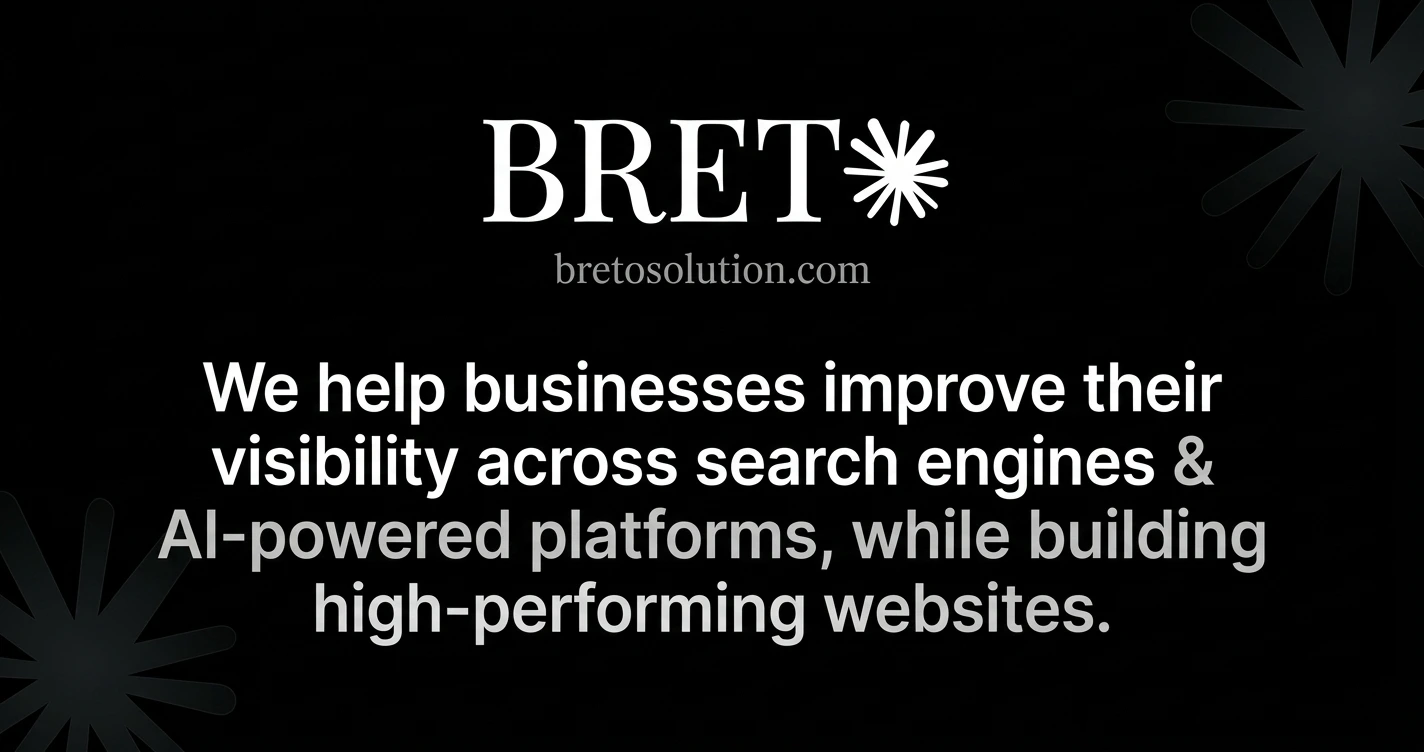 BRETO
bretosolution.com
We help businesses improve their
visibility across search engines &
AI-powered platforms, while building
high-performing websites.